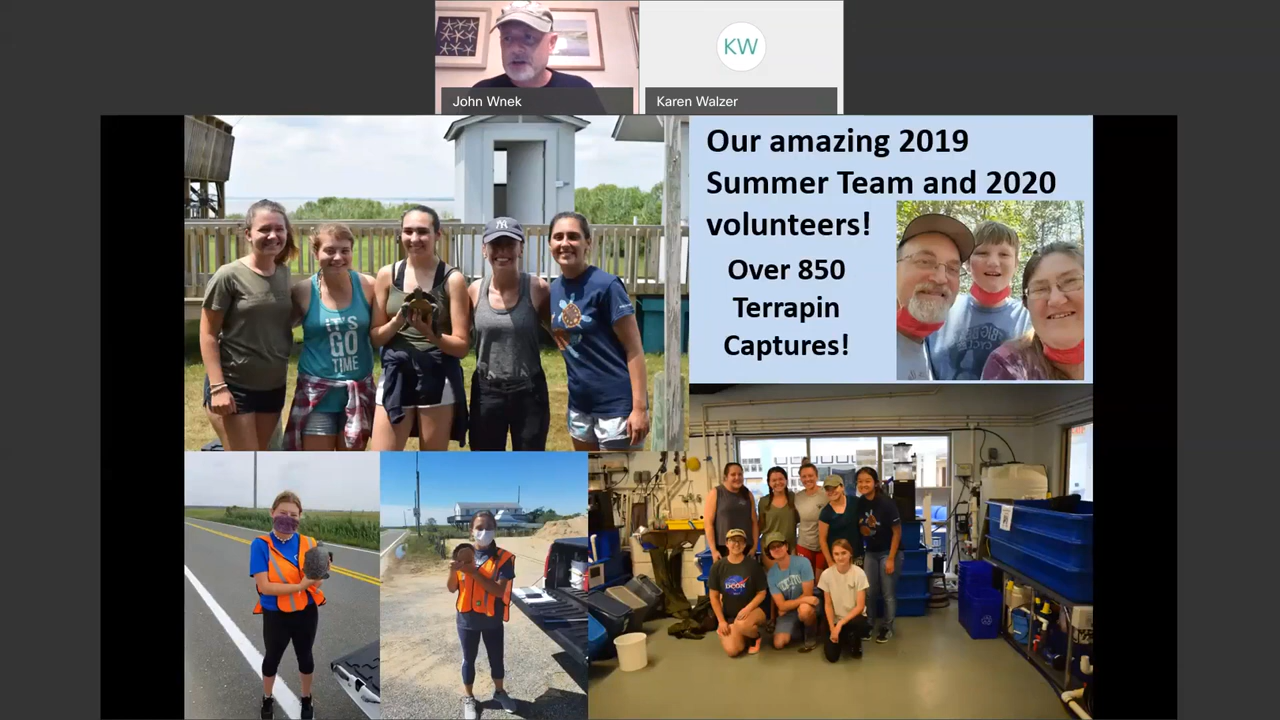 John Wnek
KW
Karen Walzer
Our amazing 2019
Summer Team and 2020
volunteers!
Over 850
Terrapin
Captures!
IT'S
GO
TIME